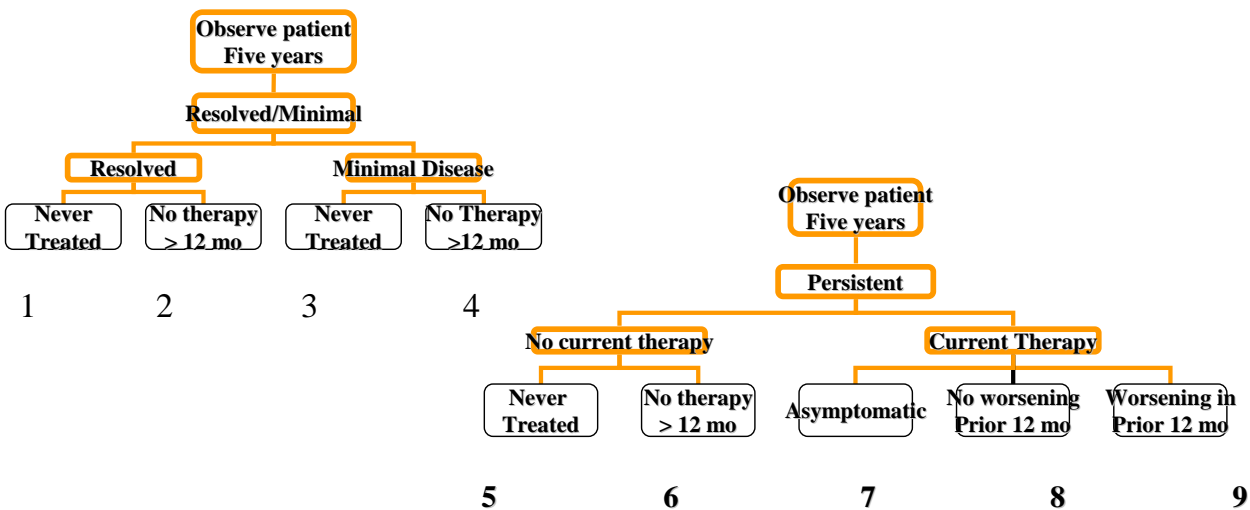 Observe patient
Five years
Resolved/Minimal
Resolved
Minimal Disease
Never
Treated
No therapy
> 12 mo
Never
Treated
No Therapy
>12 mo
1
2
3
4
Observe patient
Five years
Persistent
No current therapy
Current Therapy
Never
Treated
No therapy
> 12 mo
Asymptomatic
No worsening
Prior 12 mo
Worsening in
Prior 12 mo
5
6
7
8
9